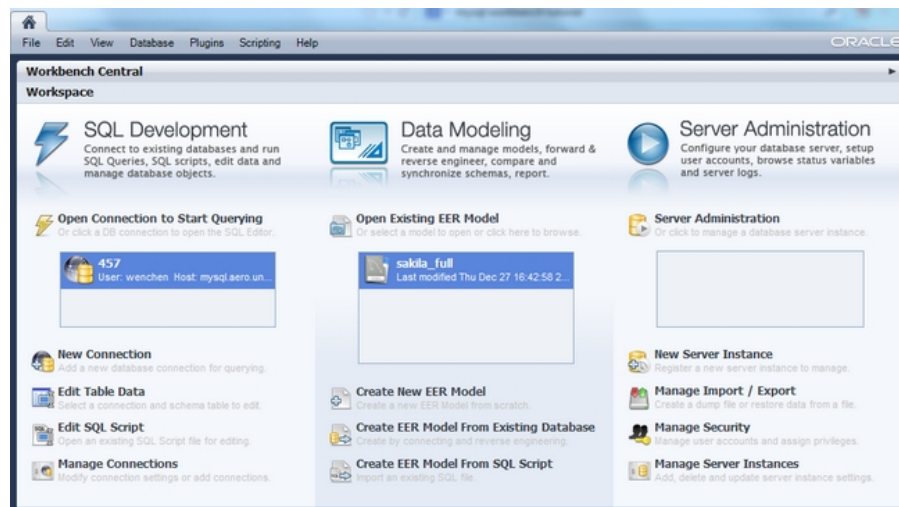 File Edit View Database Plugins Scripting Help
ORACLE
Workbench Central
Workspace
SQL Development
Connect to existing databases and run
SQL Queries, SQL scripts, edit data and
manage database objects.
Open Connection to Start Querying
Or click a DB connection to open the SQL Editor.
457
User: wenchen Host: mysql.aero.un...
New Connection
Add a new database connection for querying.
Edit Table Data
Select a connection and schema table to edit.
Edit SQL Script
Open an existing SQL Script file for editing.
Manage Connections
Modify connection settings or add connections.
Data Modeling
Create and manage models, forward &
reverse engineer, compare and
synchronize schemas, report.
Open Existing EER Model
Or select a model to open or click here to browse.
sakila_full
Last modified Thu Dec 27 16:42:58 2...
Create New EER Model
Create a new EER Model from scratch.
Create EER Model From Existing Database
Create by connecting and reverse engineering.
Create EER Model From SQL Script
Import an existing SQL file.
Server Administration
Configure your database server, setup
user accounts, browse status variables
and server logs.
Server Administration
Or click to manage a database server instance.
New Server Instance
Register a new server instance to manage.
Manage Import / Export
Create a dump file or restore data from a file.
Manage Security
Manage user accounts and assign privileges.
Manage Server Instances
Add, delete and update server instance settings.